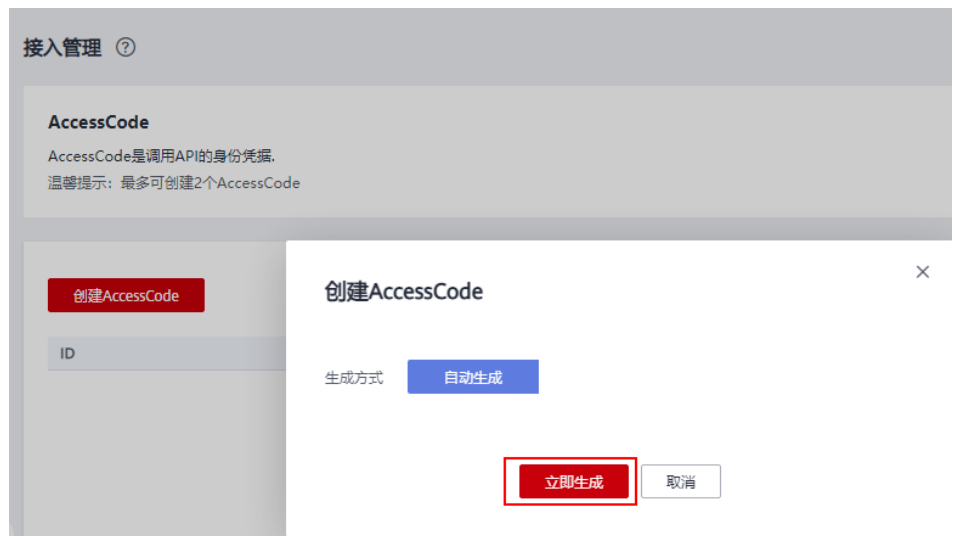 接入管理 ?
AccessCode
AccessCode是调用API的身份凭据.
温馨提示：最多可创建2个AccessCode
创建AccessCode
ID
创建AccessCode
生成方式 自动生成
立即生成 取消